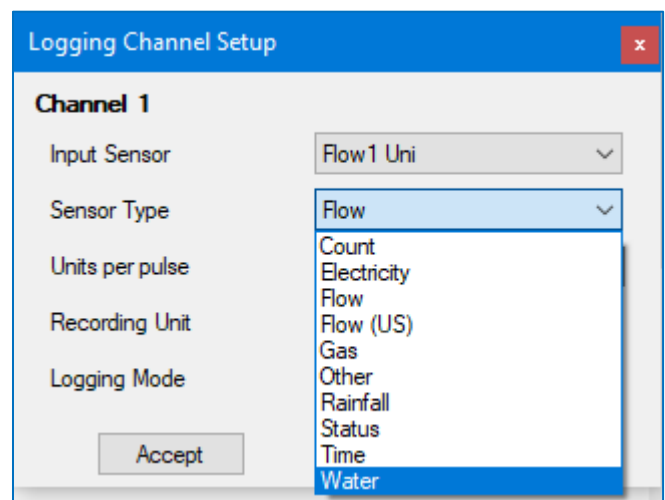 Logging Channel Setup
x
Channel 1
Input Sensor
Flow1 Uni
Sensor Type
Flow
Units per pulse
Recording Unit
Logging Mode
Count
Electricity
Flow
Flow (US)
Gas
Other
Rainfall
Status
Time
Water
Accept